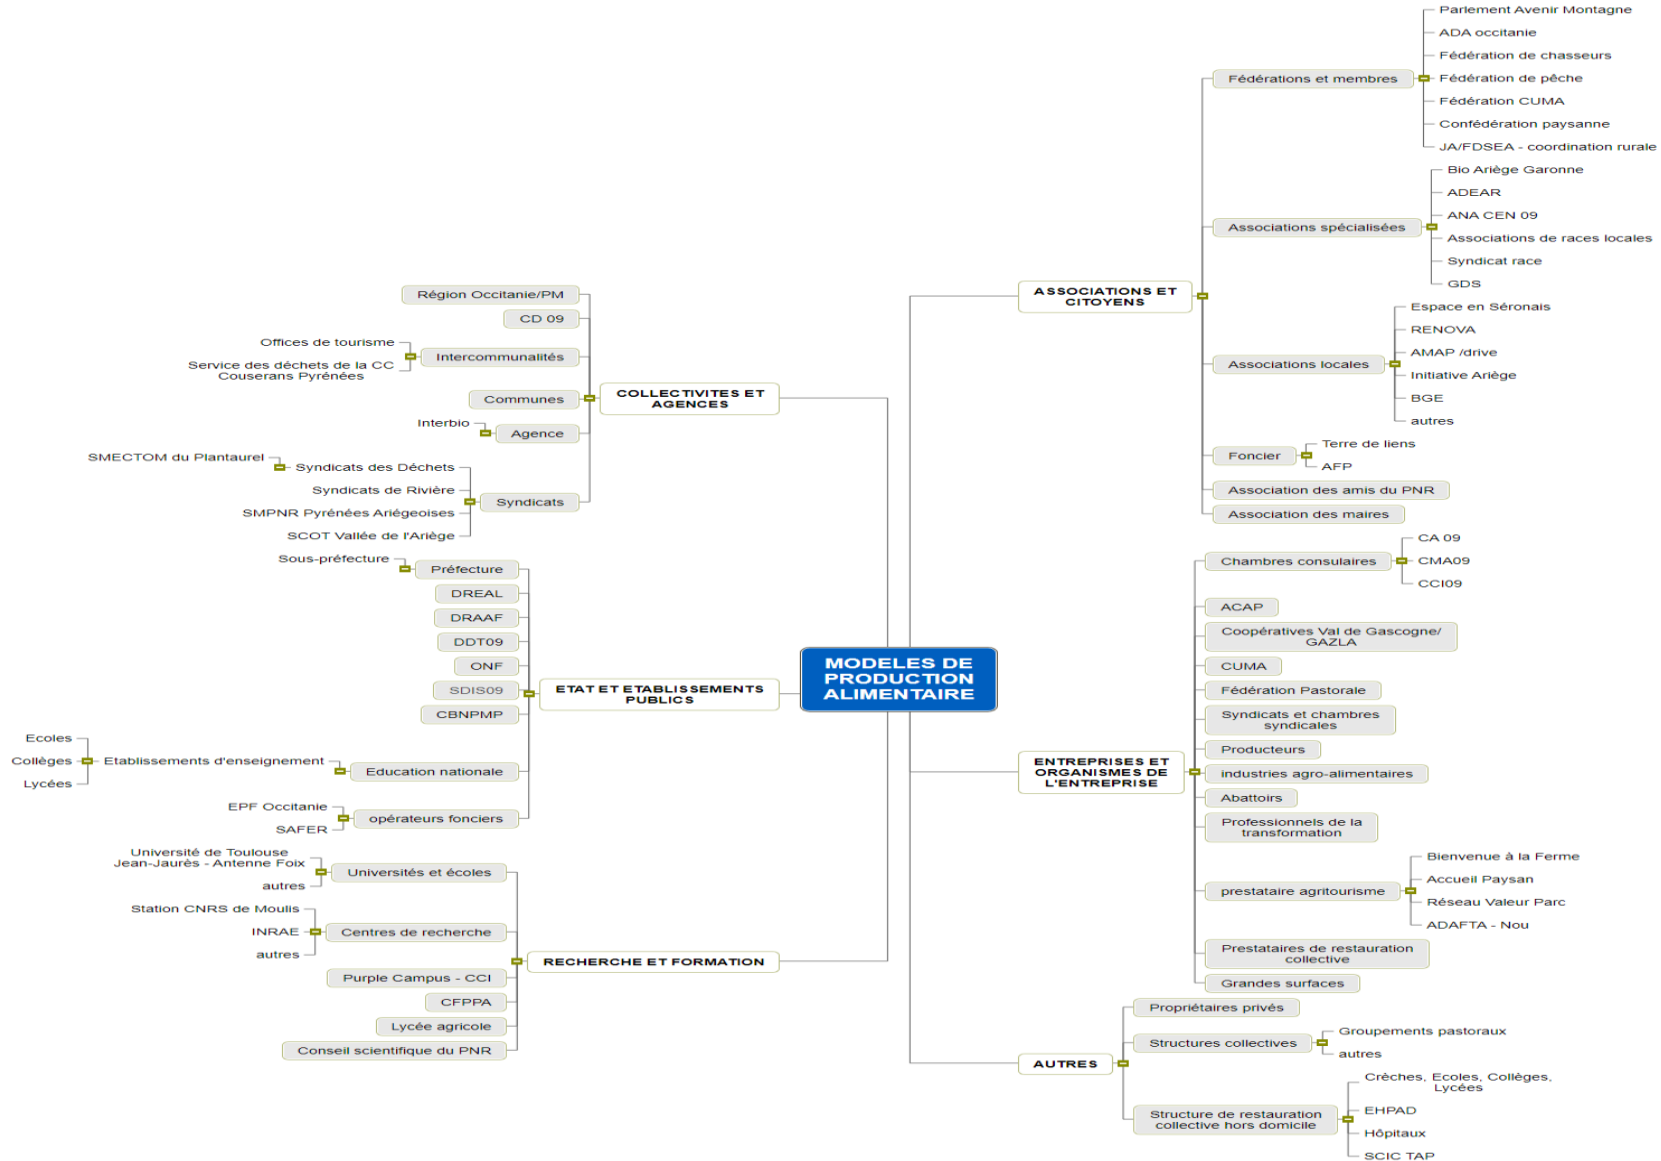 MODELES DE
PRODUCTION
ALIMENTAIRE
COLLECTIVITES ET
AGENCES
Région Occitanie/PM
CD 09
Intercommunalités
Offices de tourisme
Service des déchets de la CC
Couserans Pyrénées
Communes
Agence
Interbio
Syndicats
Syndicats des Déchets
SMECTOM du Plantaurel
Syndicats de Rivière
SMPNR Pyrénées Ariégeoises
SCOT Vallée de l'Ariège
ETAT ET ETABLISSEMENTS
PUBLICS
Préfecture
Sous-préfecture
DREAL
DRAAF
DDT09
ONF
SDIS09
CBNPMP
Education nationale
Etablissements d'enseignement
Ecoles
Collèges
Lycées
opérateurs fonciers
EPF Occitanie
SAFER
RECHERCHE ET FORMATION
Universités et écoles
Université de Toulouse
Jean-Jaurès - Antenne Foix
autres
Centres de recherche
Station CNRS de Moulis
INRAE
autres
Purple Campus - CCI
CFPPA
Lycée agricole
Conseil scientifique du PNR
ASSOCIATIONS ET
CITOYENS
Fédérations et membres
Parlement Avenir Montagne
ADA occitanie
Fédération de chasseurs
Fédération de pêche
Fédération CUMA
Confédération paysanne
JA/FDSEA - coordination rurale
Associations spécialisées
Bio Ariège Garonne
ADEAR
ANA CEN 09
Associations de races locales
Syndicat race
GDS
Associations locales
Espace en Séronais
RENOVA
AMAP /drive
Initiative Ariège
BGE
autres
Foncier
Terre de liens
AFP
Association des amis du PNR
Association des maires
ENTREPRISES ET
ORGANISMES DE
L'ENTREPRISE
Chambres consulaires
CA 09
CMA09
CCI09
ACAP
Coopératives Val de Gascogne/
GAZLA
CUMA
Fédération Pastorale
Syndicats et chambres
syndicales
Producteurs
industries agro-alimentaires
Abattoirs
Professionnels de la
transformation
prestataire agritourisme
Bienvenue à la Ferme
Accueil Paysan
Réseau Valeur Parc
ADAFTA - Nou
Prestataires de restauration
collective
Grandes surfaces
AUTRES
Propriétaires privés
Structures collectives
Groupements pastoraux
autres
Structure de restauration
collective hors domicile
Crèches, Ecoles, Collèges,
Lycées
EHPAD
Hôpitaux
SCIC TAP